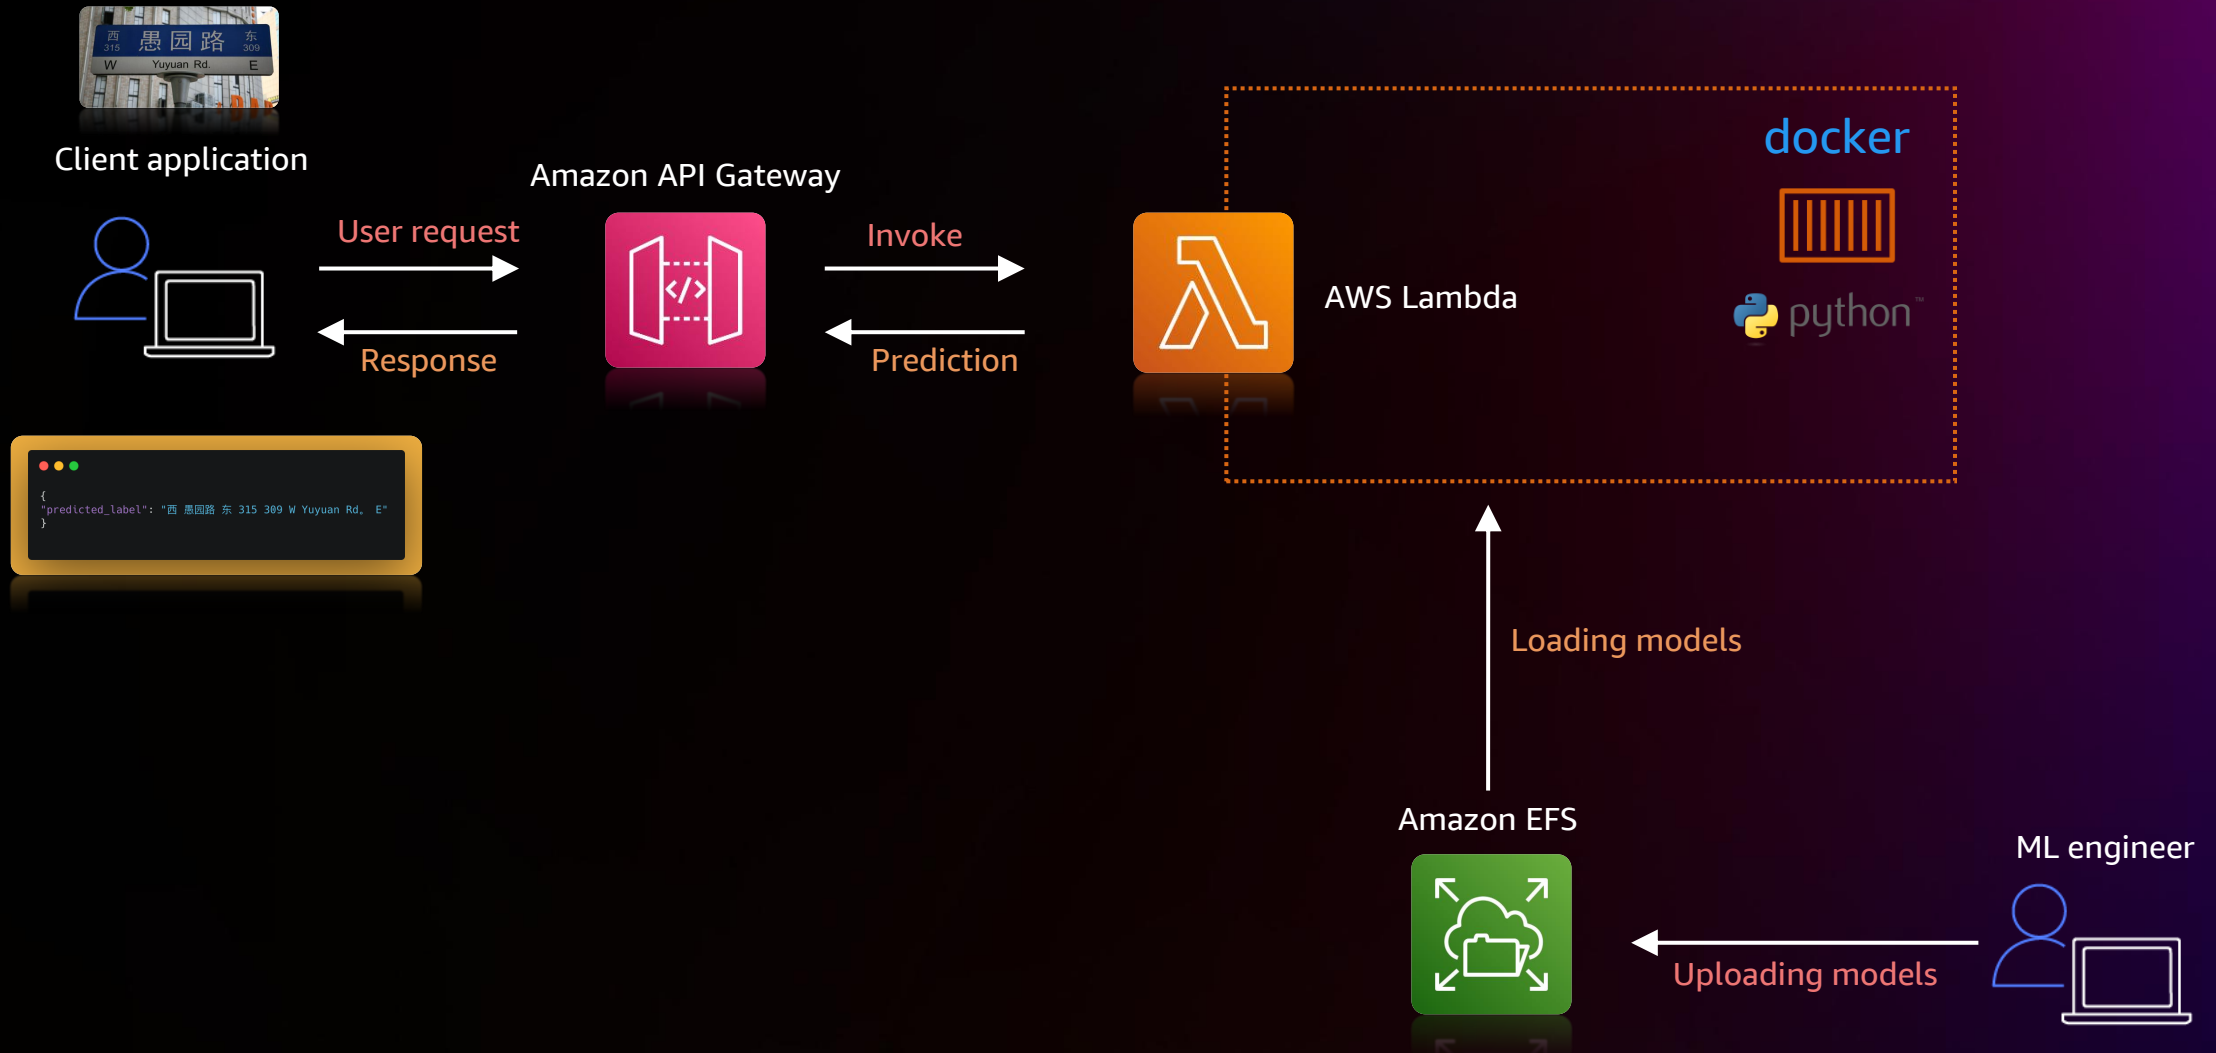 西 愚园路 东
315 309
W Yuyuan Rd. E
Client application
Amazon API Gateway
docker
User request
Invoke
AWS Lambda
python™
Response
Prediction
{
"predicted_label": "西 愚园路 东 315 309 W Yuyuan Rd。 E"
}
Loading models
Amazon EFS
ML engineer
Uploading models